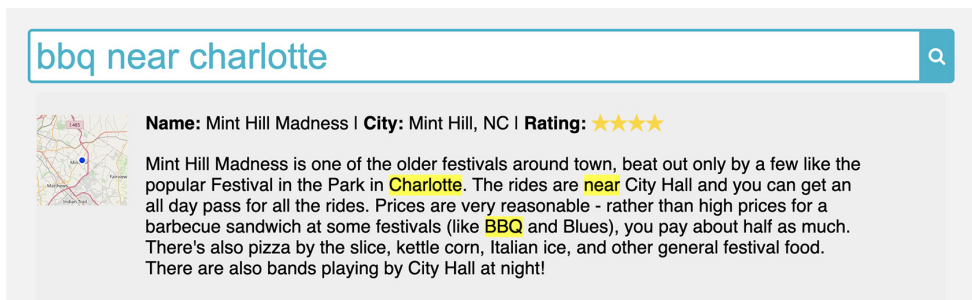 bbq near charlotte
Name: Mint Hill Madness | City: Mint Hill, NC | Rating: ★★★★
Mint Hill Madness is one of the older festivals around town, beat out only by a few like the
popular Festival in the Park in Charlotte. The rides are near City Hall and you can get an
all day pass for all the rides. Prices are very reasonable - rather than high prices for a
barbecue sandwich at some festivals (like BBQ and Blues), you pay about half as much.
There's also pizza by the slice, kettle corn, Italian ice, and other general festival food.
There are also bands playing by City Hall at night!
I 485
Matthews
Fairview
Indian Trail